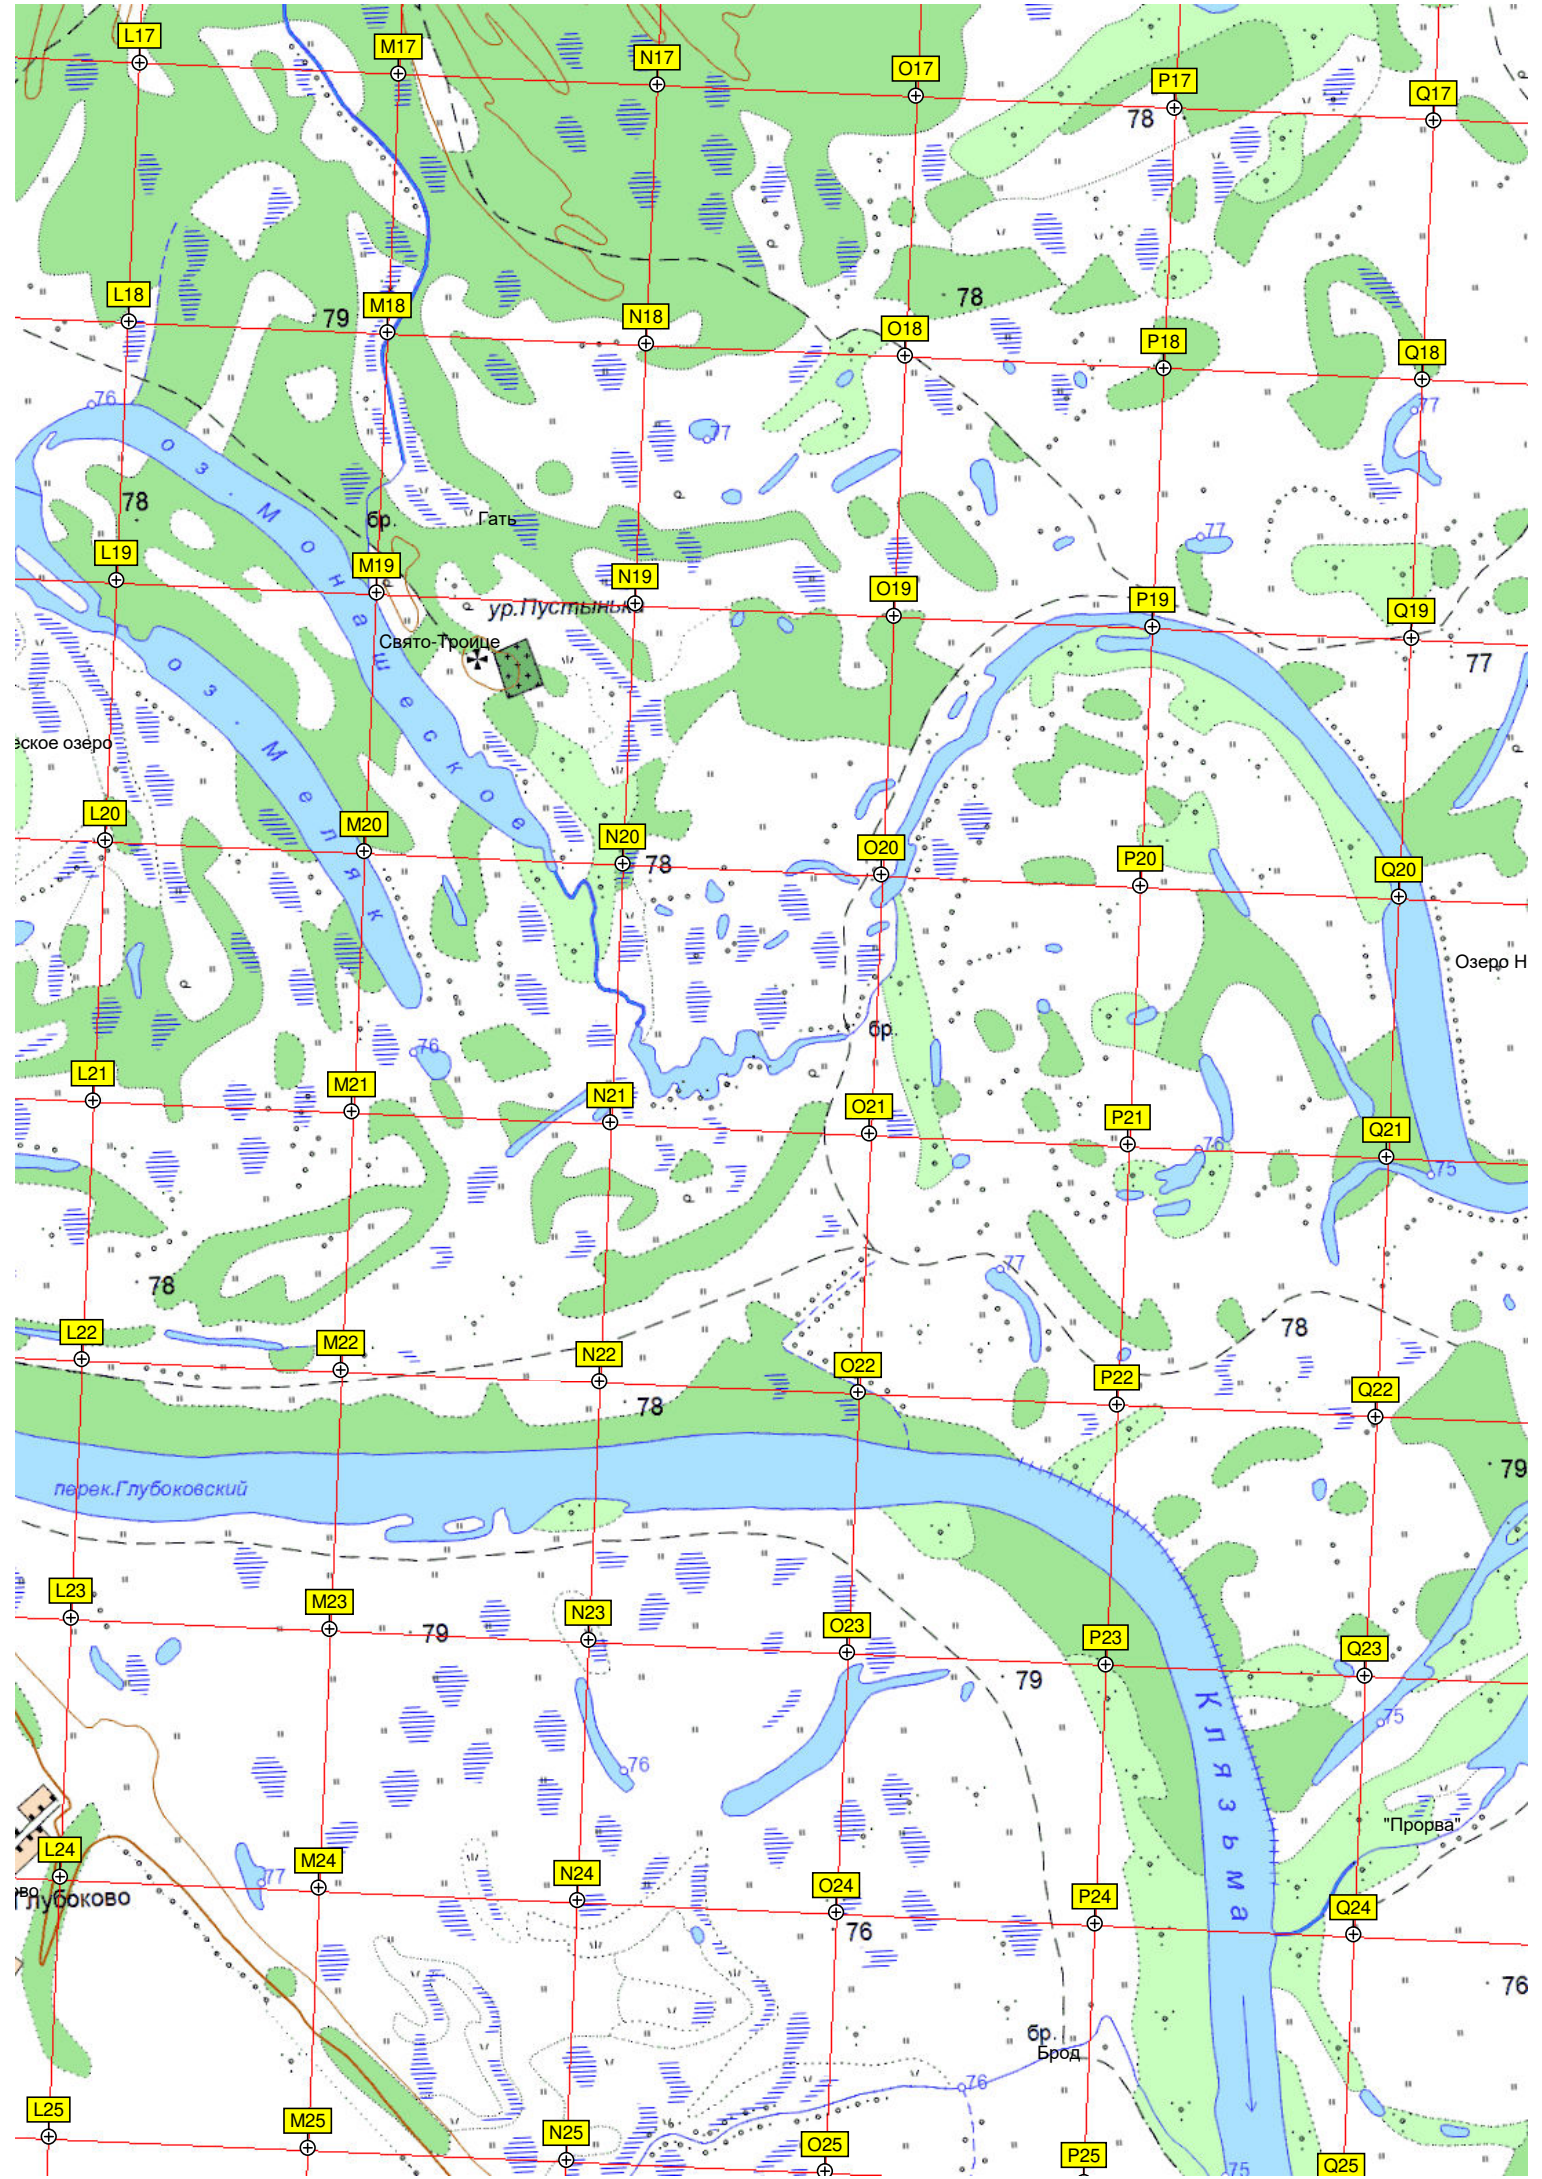 L17
M17
N17
O17
P17
Q17
78
L18
M18
N18
O18
P18
Q18
79
78
76
77
77
оз. Монашеское
78
бр.
Гать
77
L19
M19
N19
O19
P19
Q19
ур.Пустынька
Свято-Троице
77
еское озеро
оз. Меляк
L20
M20
N20
O20
P20
Q20
78
Озеро Н
бр.
76
L21
M21
N21
O21
P21
Q21
76
75
78
77
78
L22
M22
N22
O22
P22
Q22
78
79
перек.Глубоковский
L23
M23
N23
O23
P23
Q23
79
79
Клязьма
75
76
"Прорва"
L24
M24
N24
O24
P24
Q24
77
ово
Глубоково
76
76
бр.
Брод
76
L25
M25
N25
O25
P25
Q25
75